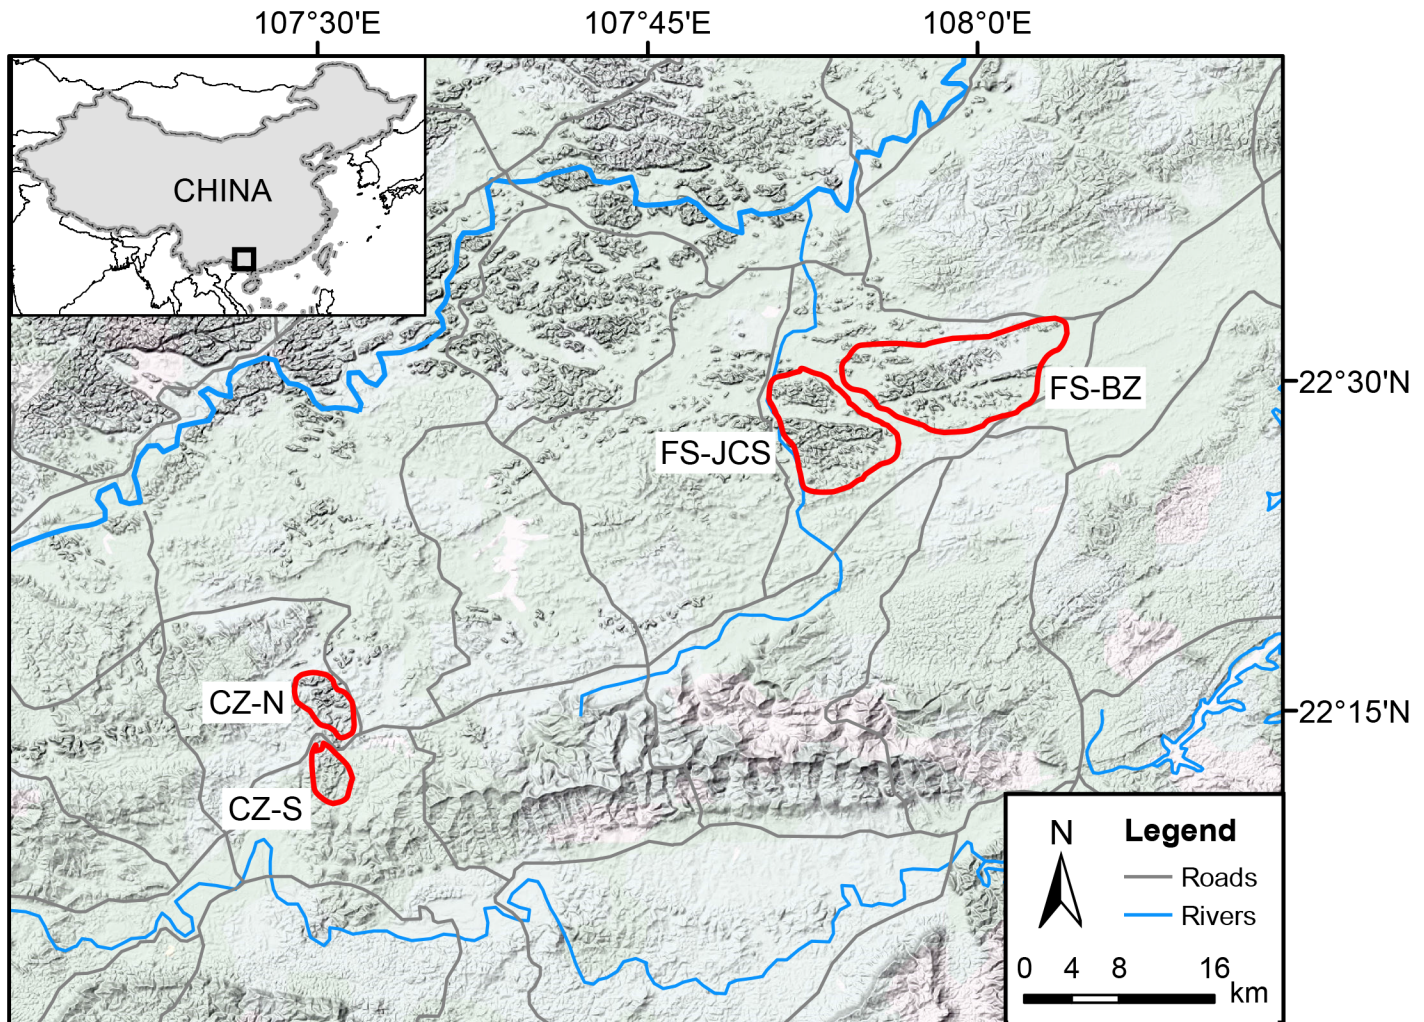 107°30'E
107°45'E
108°0'E
CHINA
22°30'N
FS-BZ
FS-JCS
CZ-N
22°15'N
CZ-S
N
Legend
Roads
Rivers
0 4 8 16
km